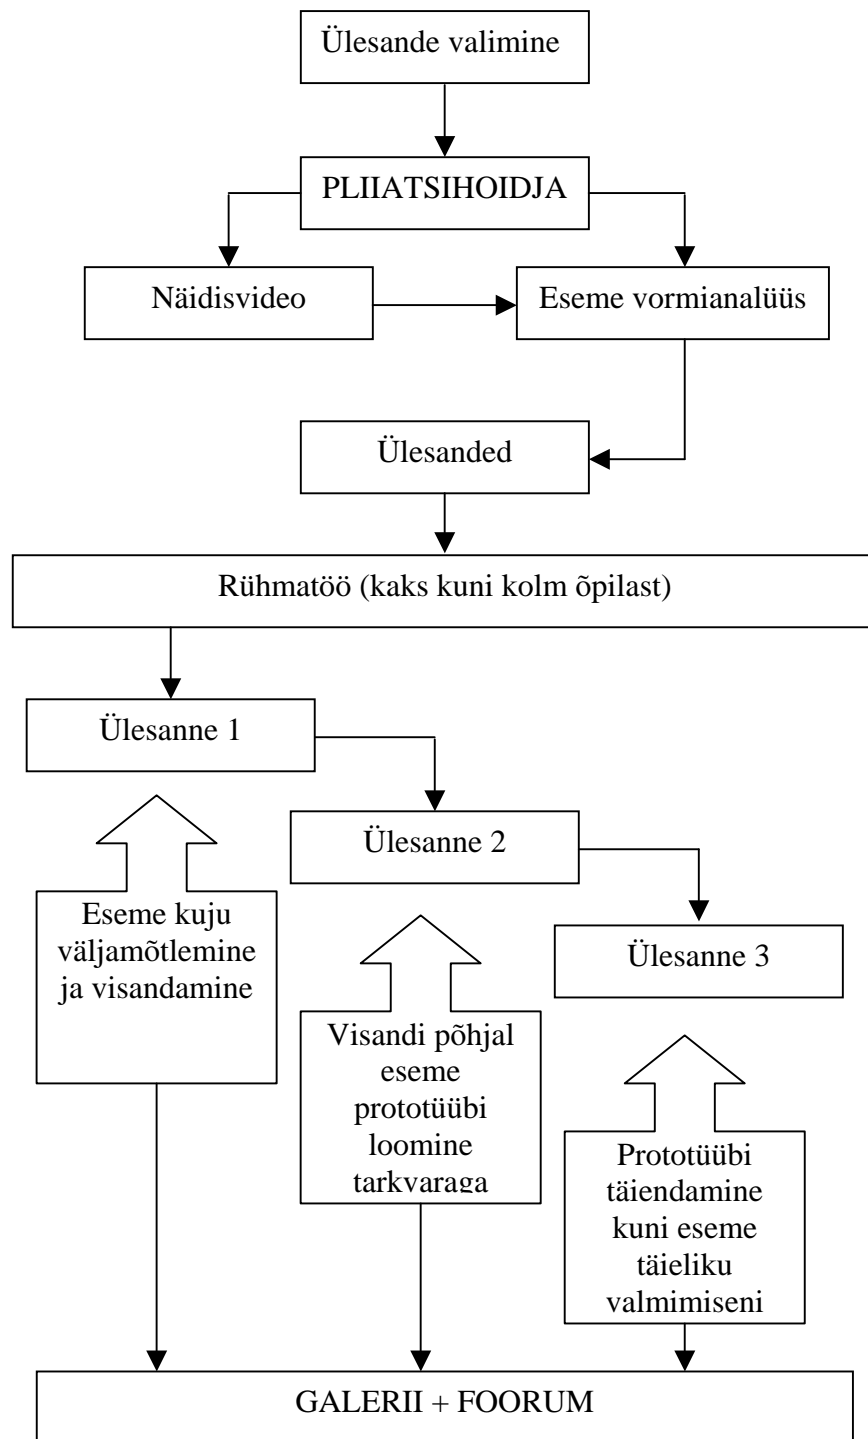 Ülesande valimine
PLIIATSIHOIDJA
Näidisvideo
Eseme vormianalüüs
Ülesanded
Rühmatöö (kaks kuni kolm õpilast)
Ülesanne 1
Ülesanne 2
Ülesanne 3
Eseme kuju
väljamõtlemine
ja visandamine
Visandi põhjal
eseme
prototüübi
loomine
tarkvaraga
Prototüübi
täiendamine
kuni eseme
täieliku
valmimiseni
GALERII + FOORUM